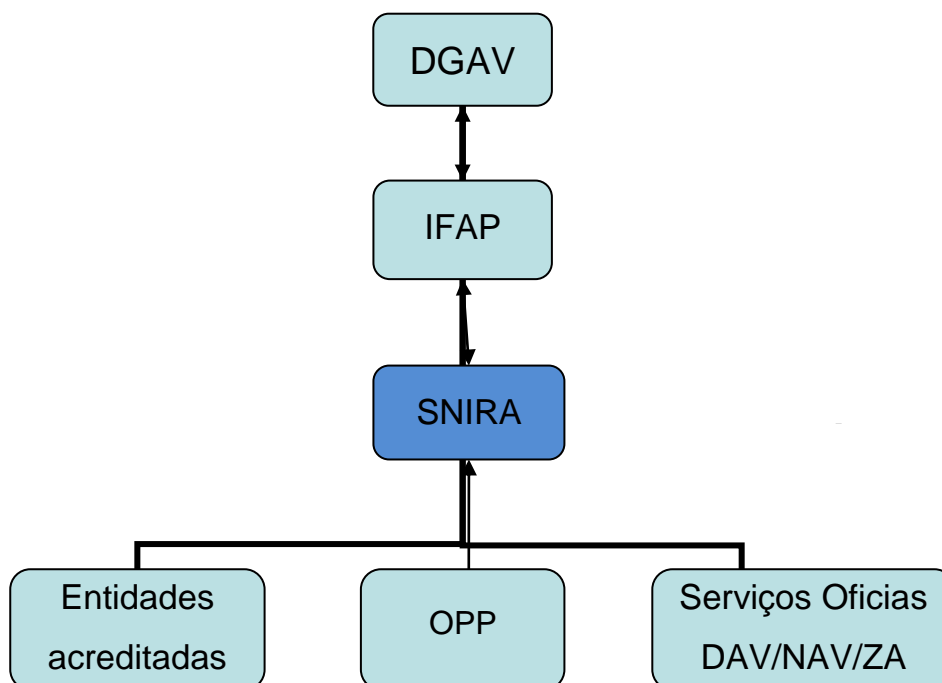 DGAV
IFAP
SNIRA
Entidades
acreditadas
OPP
Serviços Oficias
DAV/NAV/ZA